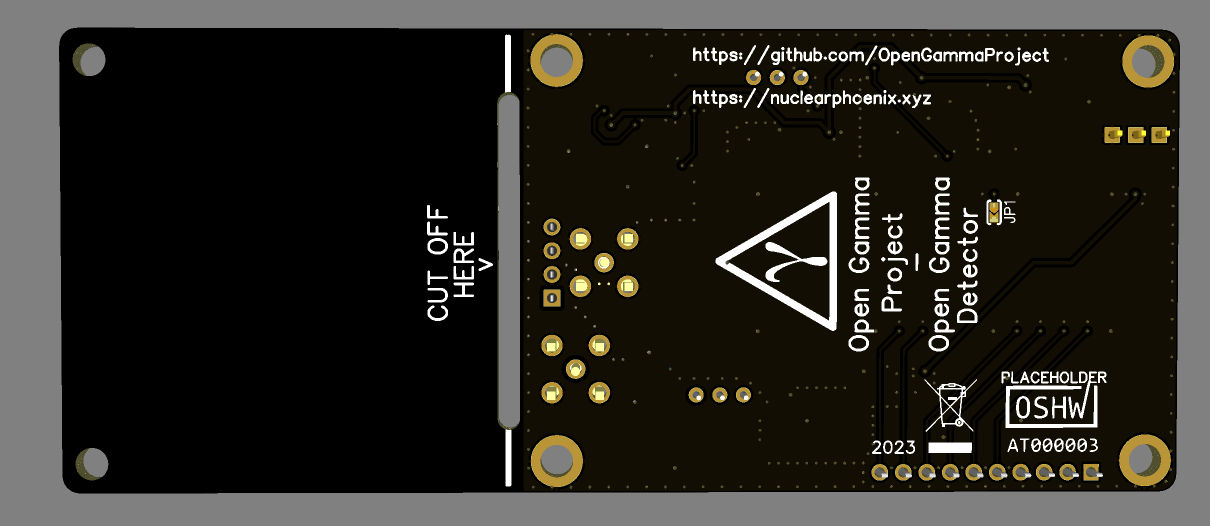 https://github.com/OpenGammaProject
https://nuclearphoenix.xyz
CUT OFF
HERE
>
Open Gamma
Project
|
Open Gamma
Detector
γ
JP1
PLACEHOLDER
OSHW
2023
AT000003